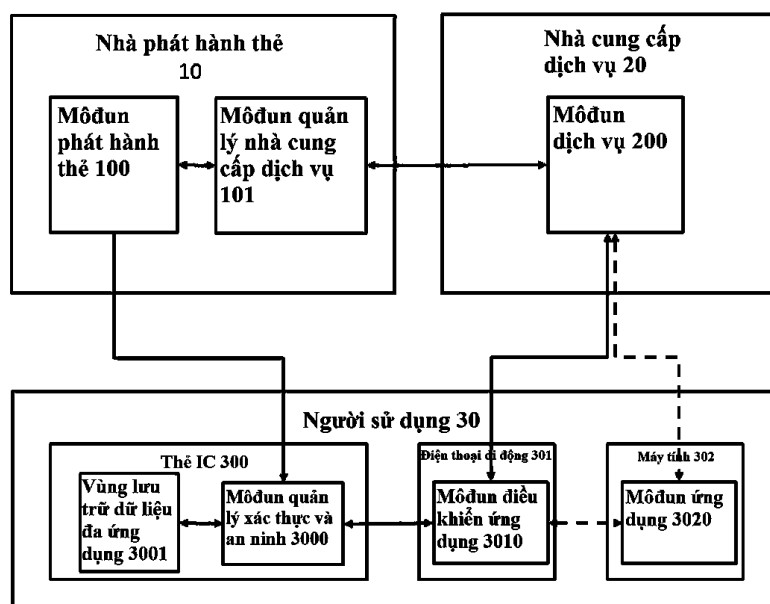 Nhà phát hành thẻ
10
Môđun
phát hành
thẻ 100
Môđun quản
lý nhà cung
cấp dịch vụ
101
Nhà cung cấp
dịch vụ 20
Môđun
dịch vụ 200
Người sử dụng 30
Thẻ IC 300
Vùng lưu
trữ dữ liệu
đa ứng
dụng 3001
Môđun quản
lý xác thực và
an ninh 3000
Điện thoại di động 301
Môđun điều
khiển ứng
dụng 3010
Máy tính 302
Môđun ứng
dụng 3020